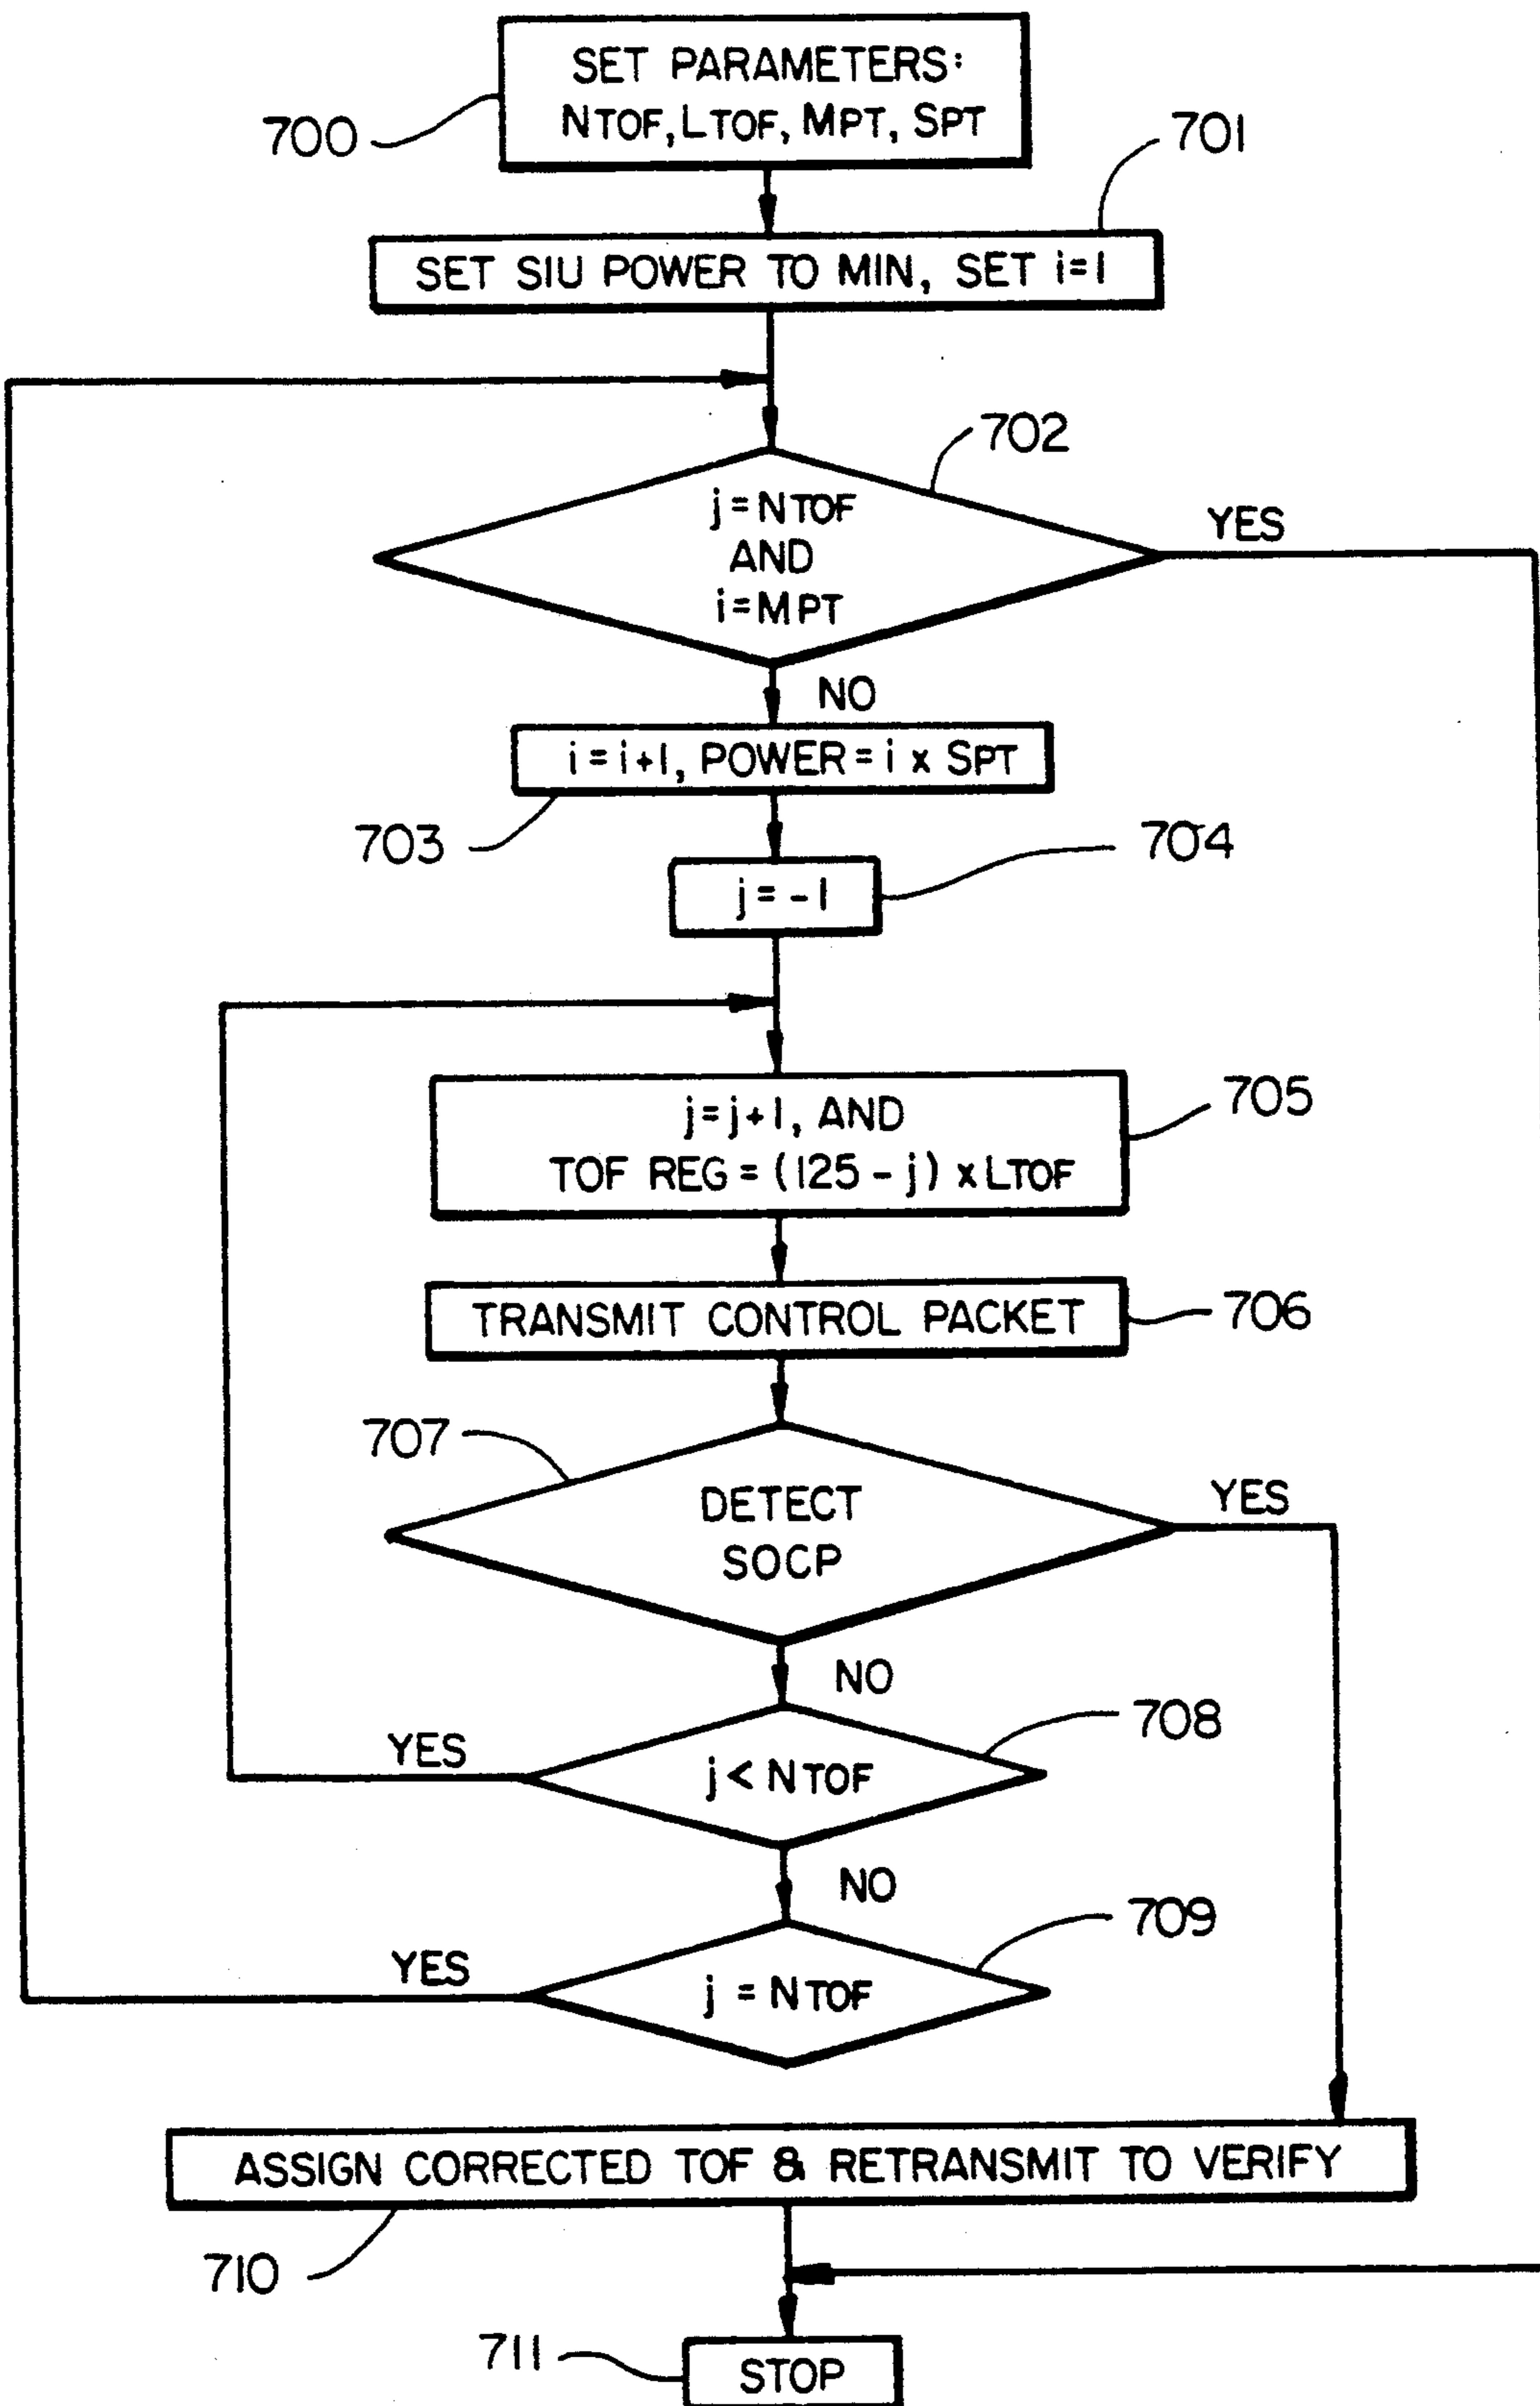 SET PARAMETERS:
NTOF, LTOF, MPT, SPT
700
701
SET SIU POWER TO MIN, SET i=1
702
j=NTOF
AND
i=MPT
YES
NO
i=i+1, POWER=i x SPT
703
704
j=-1
j=j+1, AND
TOF REG=(125-j) x LTOF
705
TRANSMIT CONTROL PACKET
706
707
DETECT
SOCP
YES
NO
708
YES
j< NTOF
NO
709
YES
j = NTOF
ASSIGN CORRECTED TOF & RETRANSMIT TO VERIFY
710
711
STOP